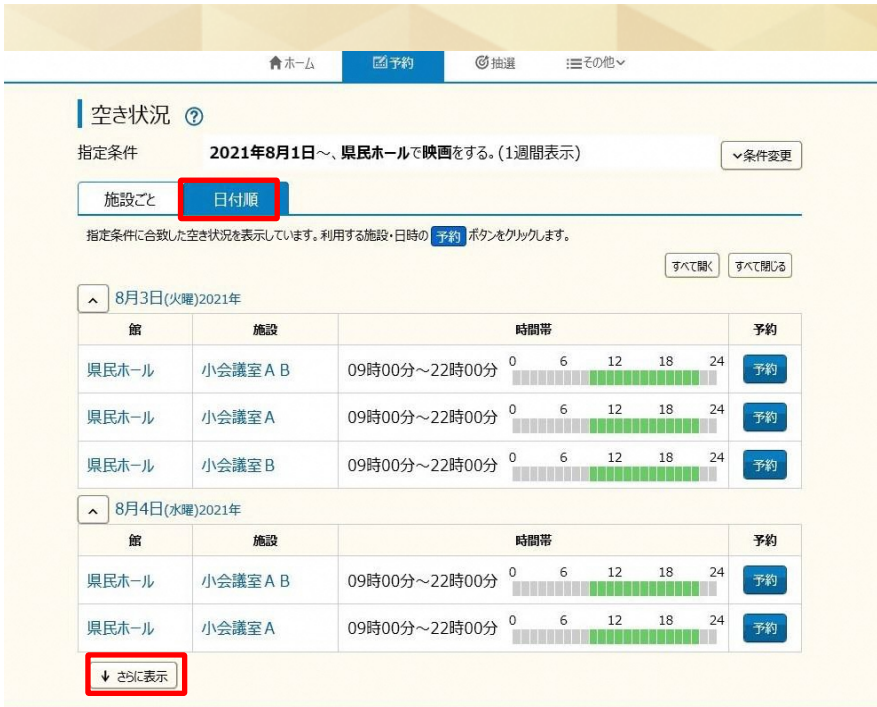 ホーム 予約 抽選 その他
空き状況 ?
指定条件 2021年8月1日～、県民ホールで映画をする。(1週間表示) 条件変更
施設ごと 日付順
指定条件に合致した空き状況を表示しています。利用する施設・日時の 予約 ボタンをクリックします。
すべて開く すべて閉じる
8月3日(火曜)2021年
館 施設 時間帯 予約
県民ホール 小会議室ＡＢ 09時00分～22時00分 0 6 12 18 24 予約
県民ホール 小会議室Ａ 09時00分～22時00分 0 6 12 18 24 予約
県民ホール 小会議室Ｂ 09時00分～22時00分 0 6 12 18 24 予約
8月4日(水曜)2021年
館 施設 時間帯 予約
県民ホール 小会議室ＡＢ 09時00分～22時00分 0 6 12 18 24 予約
県民ホール 小会議室Ａ 09時00分～22時00分 0 6 12 18 24 予約
↓ さらに表示